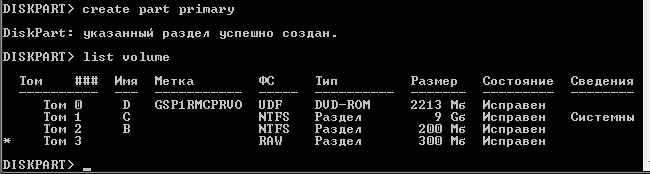 DISKPART> create part primary
DiskPart: указанный раздел успешно создан.
DISKPART> list volume
Том ### Имя Метка ФС Тип Размер Состояние Сведения
Том 0 D GSP1RMCPRVO UDF DVD-ROM 2213 Мб Исправен
Том 1 C NTFS Раздел 9 Gб Исправен Системны
Том 2 B NTFS Раздел 200 Мб Исправен
* Том 3 RAW Раздел 300 Мб Исправен
DISKPART> _